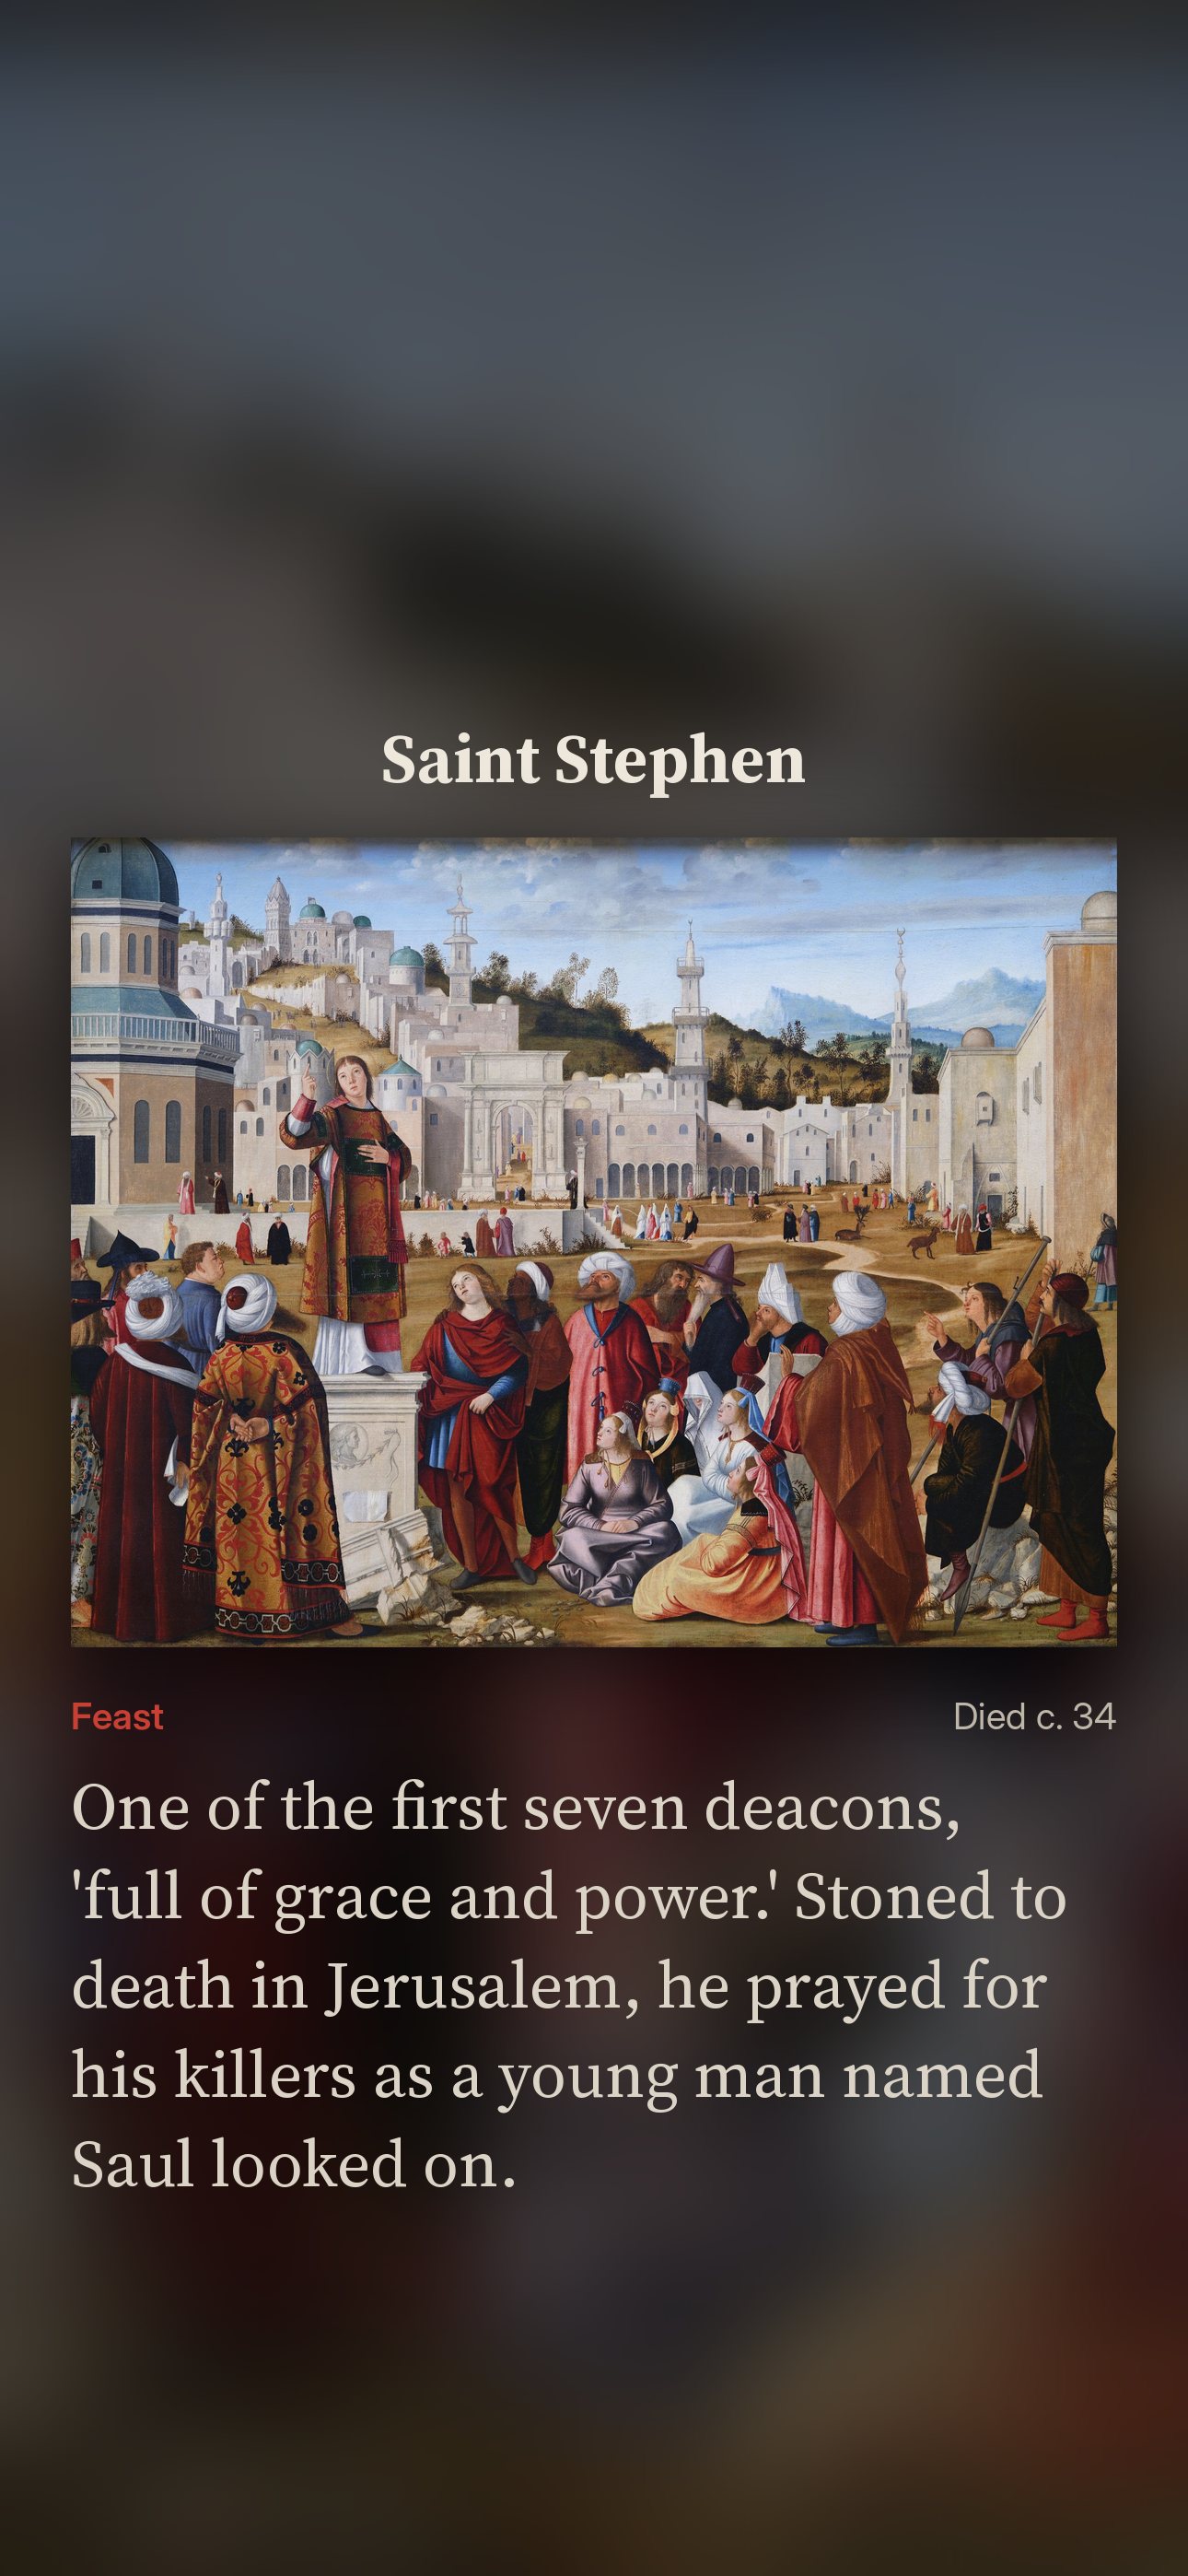 Saint Stephen
Feast
Died c. 34
One of the first seven deacons,
'full of grace and power.' Stoned to
death in Jerusalem, he prayed for
his killers as a young man named
Saul looked on.